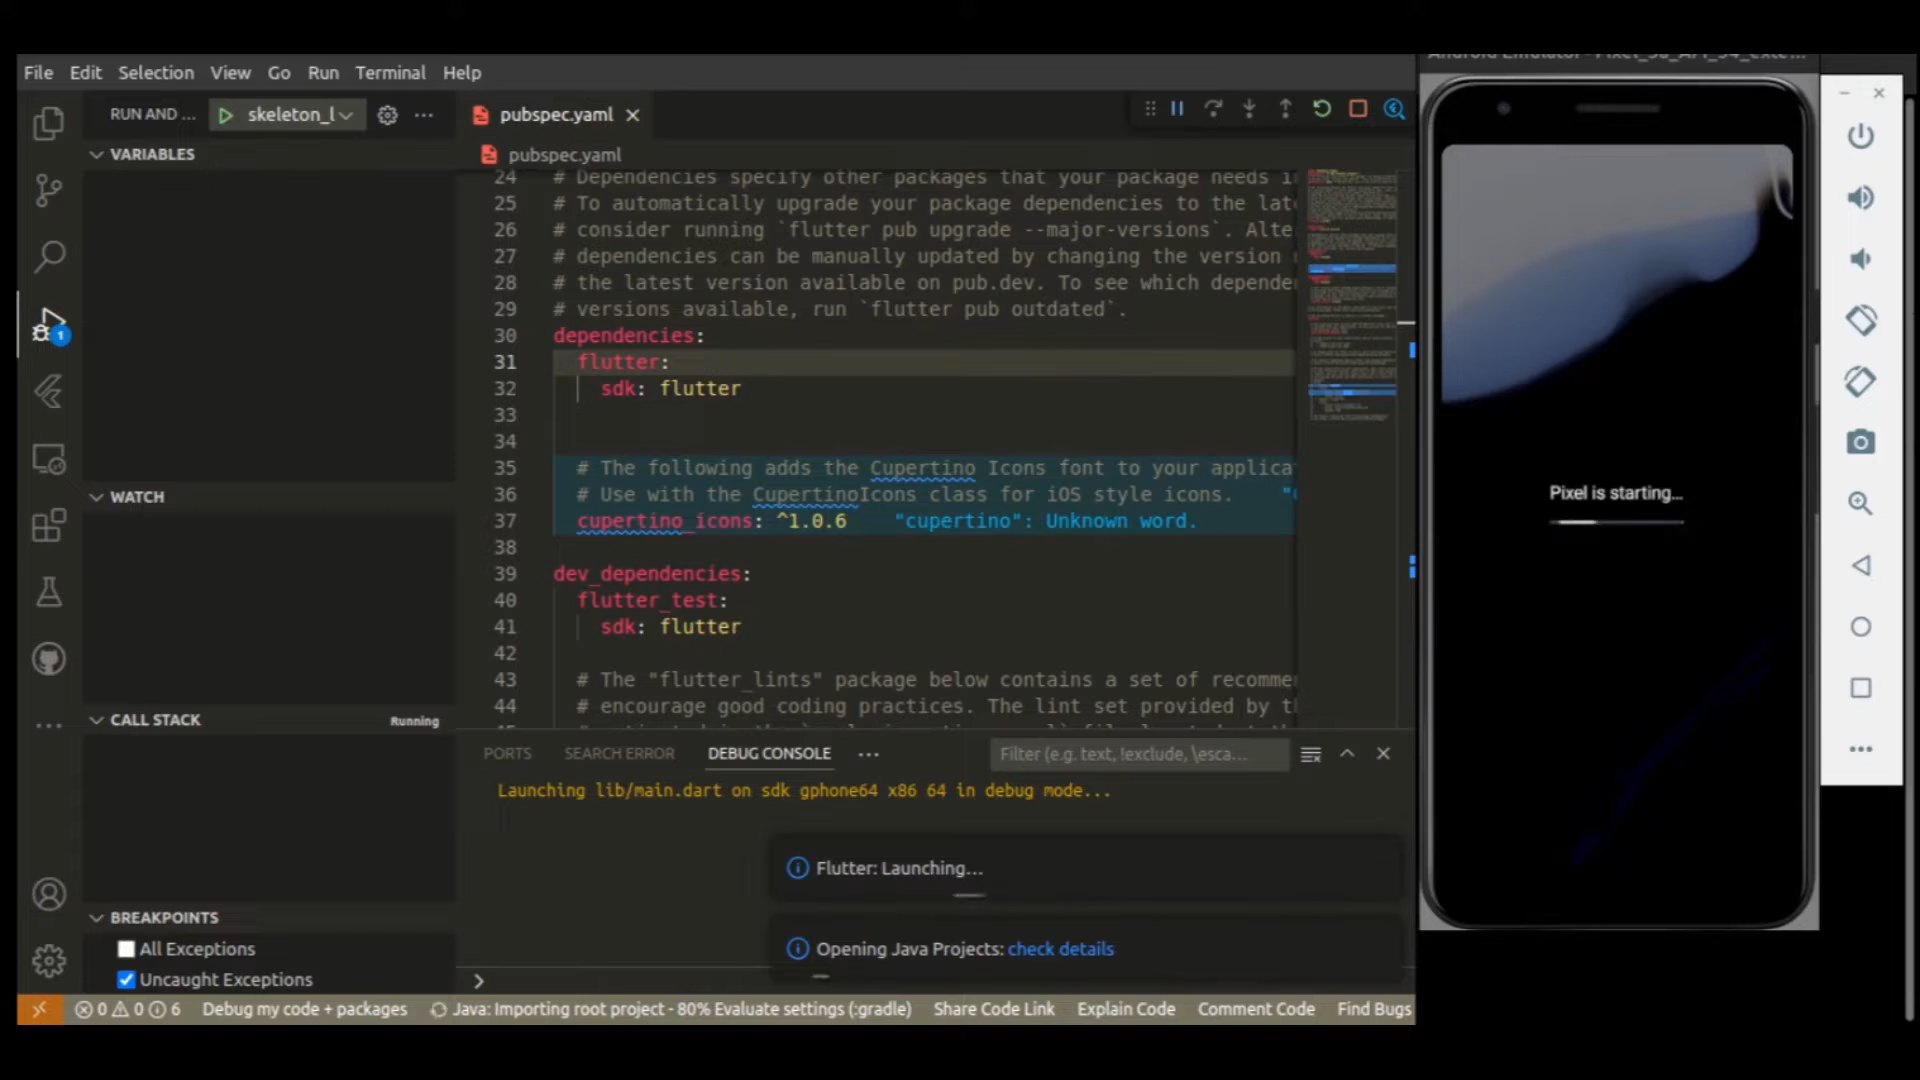 File Edit Selection View Go Run Terminal Help
RUN AND ... skeleton_l
pubspec.yaml
pubspec.yaml
VARIABLES
WATCH
CALL STACK Running
BREAKPOINTS
All Exceptions
Uncaught Exceptions
1
24 # Dependencies specify other packages that your package needs
25 # To automatically upgrade your package dependencies to the
26 # consider running `flutter pub upgrade --major-versions`.
27 # dependencies can be manually updated by changing the version
28 # the latest version available on pub.dev. To see which
29 # versions available, run `flutter pub outdated`.
30 dependencies:
31 flutter:
32 sdk: flutter
33
34
35 # The following adds the Cupertino Icons font to your
36 # Use with the CupertinoIcons class for iOS style icons.
37 cupertino_icons: ^1.0.6 "cupertino": Unknown word.
38
39 dev_dependencies:
40 flutter_test:
41 sdk: flutter
42
43 # The "flutter_lints" package below contains a set of
44 # encourage good coding practices. The lint set provided by
PORTS SEARCH ERROR DEBUG CONSOLE ... Filter (e.g. text, !exclude, \esca...
Launching lib/main.dart on sdk gphone64 x86 64 in debug mode...
Flutter: Launching...
Opening Java Projects: check details
0 0 6 Debug my code + packages Java: Importing root project - 80% Evaluate settings (:gradle) Share Code Link Explain Code Comment Code Find Bugs
Pixel is starting...